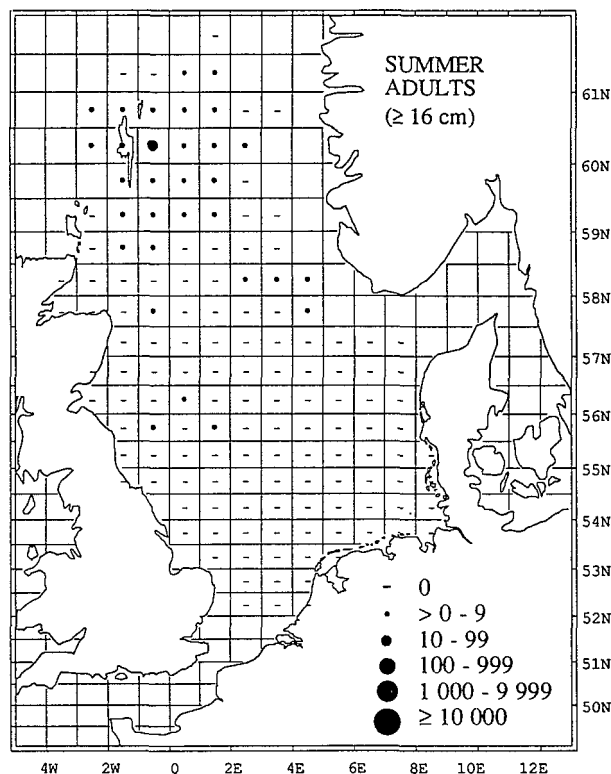 SUMMER
ADULTS
(≥ 16 cm)
61N
60N
59N
58N
57N
56N
55N
54N
53N
52N
51N
50N
- 0
• > 0 - 9
● 10 - 99
● 100 - 999
● 1 000 - 9 999
● ≥ 10 000
4W 2W 0 2E 4E 6E 8E 10E 12E